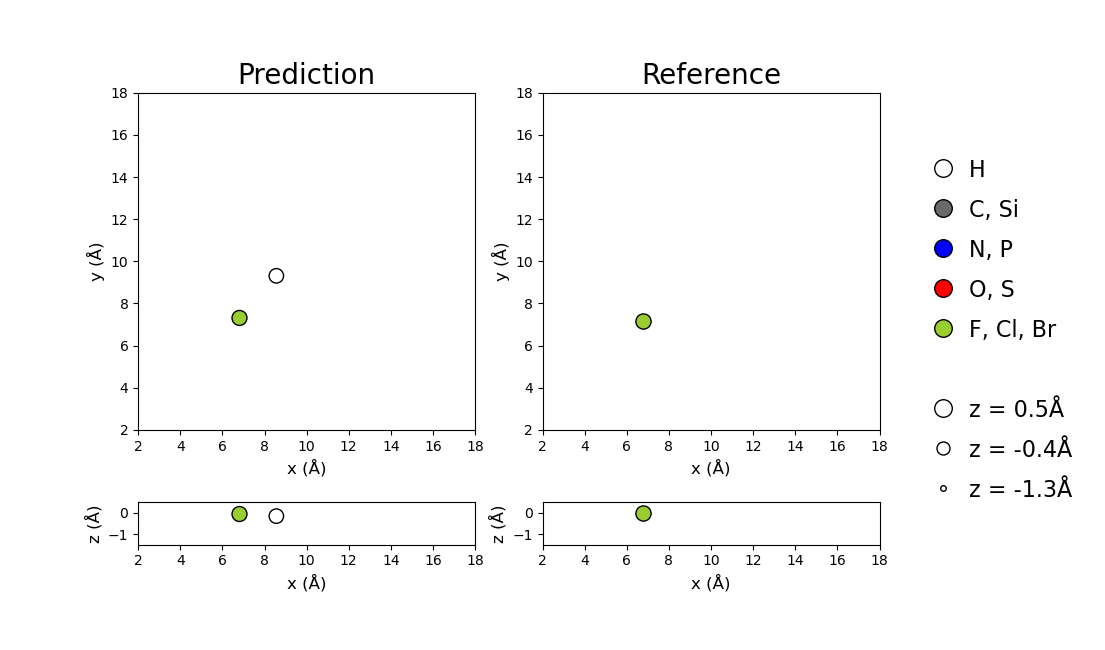 Prediction
Reference
18
16
14
12
10
8
6
4
2
y (Å)
2 4 6 8 10 12 14 16 18
x (Å)
18
16
14
12
10
8
6
4
2
y (Å)
2 4 6 8 10 12 14 16 18
x (Å)
0
−1
z (Å)
2 4 6 8 10 12 14 16 18
x (Å)
0
−1
z (Å)
2 4 6 8 10 12 14 16 18
x (Å)
H
C, Si
N, P
O, S
F, Cl, Br
z = 0.5Å
z = -0.4Å
z = -1.3Å